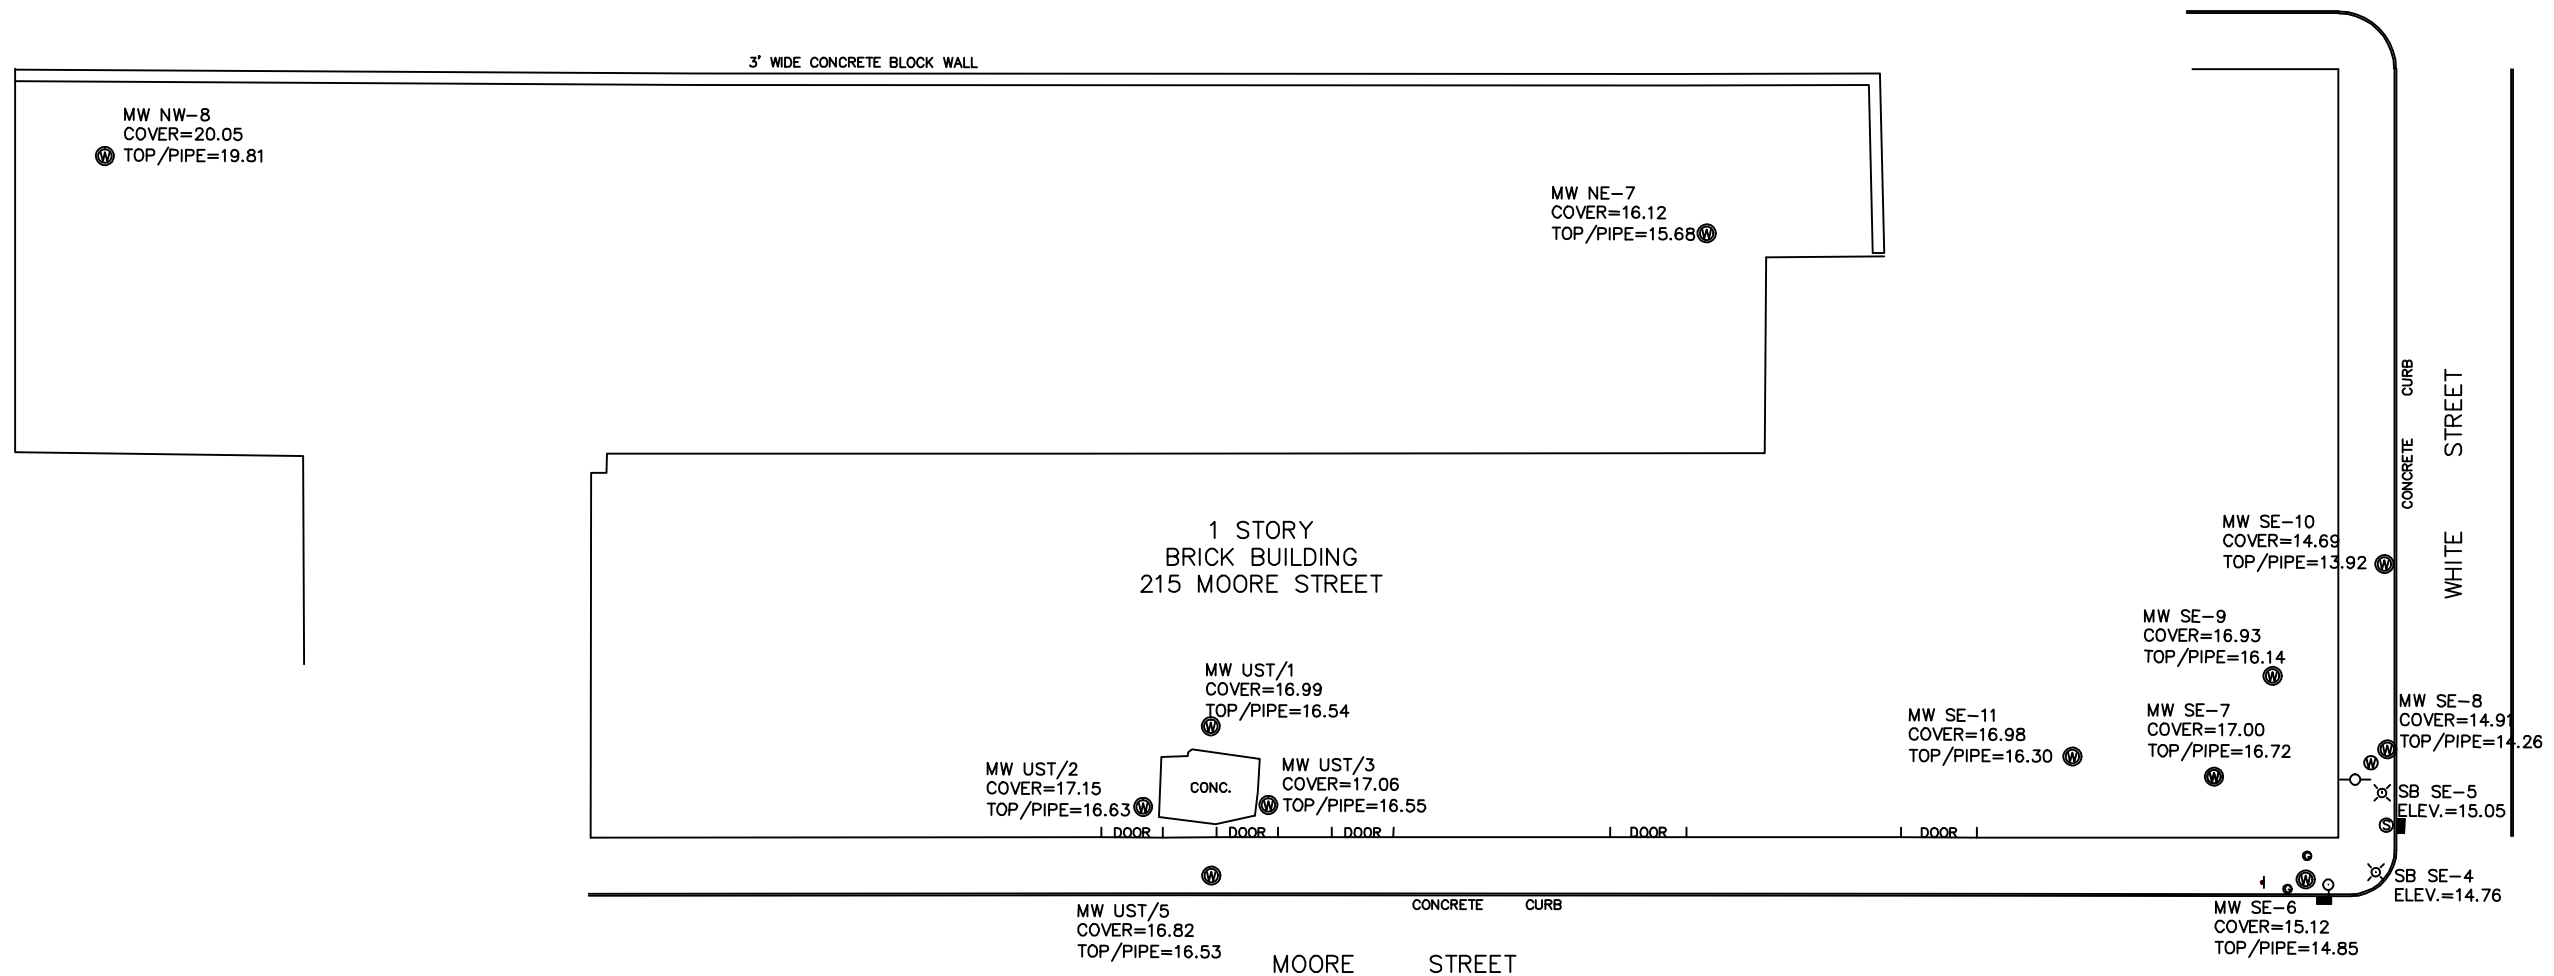 3' WIDE CONCRETE BLOCK WALL
MW NW-8
COVER=20.05
TOP/PIPE=19.81
W
MW NE-7
COVER=16.12
TOP/PIPE=15.68
W
CONCRETE CURB
WHITE STREET
1 STORY
BRICK BUILDING
215 MOORE STREET
MW SE-10
COVER=14.69
TOP/PIPE=13.92
W
MW SE-9
COVER=16.93
TOP/PIPE=16.14
W
MW UST/1
COVER=16.99
TOP/PIPE=16.54
W
MW SE-11
COVER=16.98
TOP/PIPE=16.30
W
MW SE-7
COVER=17.00
TOP/PIPE=16.72
W
MW SE-8
COVER=14.91
TOP/PIPE=14.26
W
W
MW UST/2
COVER=17.15
TOP/PIPE=16.63
W
CONC.
MW UST/3
COVER=17.06
TOP/PIPE=16.55
W
SB SE-5
ELEV.=15.05
S
DOOR
DOOR
DOOR
DOOR
DOOR
W
G
W
G
SB SE-4
ELEV.=14.76
CONCRETE CURB
MW UST/5
COVER=16.82
TOP/PIPE=16.53
MW SE-6
COVER=15.12
TOP/PIPE=14.85
MOORE STREET